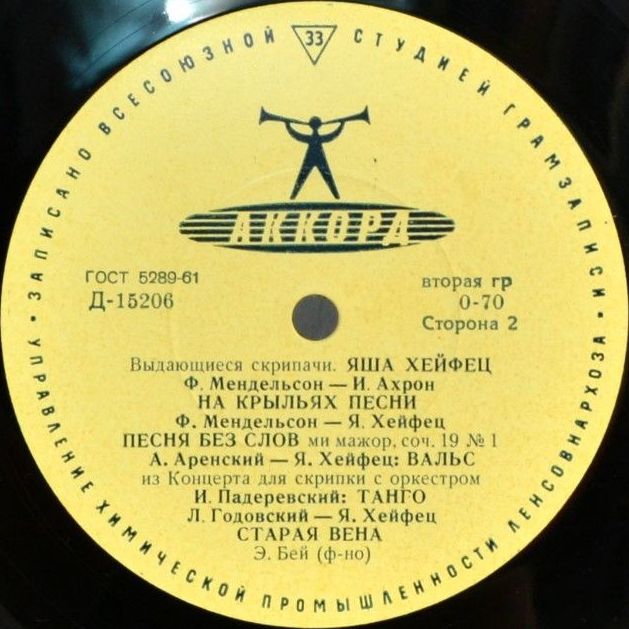 ЗАПИСАНО ВСЕСОЮЗНОЙ СТУДИЕЙ ГРАМЗАПИСИ •
33
АККОРД
ГОСТ 5289-61
Д-15206
вторая гр
0-70
Сторона 2
Выдающиеся скрипачи. ЯША ХЕЙФЕЦ
Ф. Мендельсон — И. Ахрон
НА КРЫЛЬЯХ ПЕСНИ
Ф. Мендельсон — Я. Хейфец
ПЕСНЯ БЕЗ СЛОВ ми мажор, соч. 19 № 1
А. Аренский — Я. Хейфец: ВАЛЬС
из Концерта для скрипки с оркестром
И. Падеревский: ТАНГО
Л. Годовский — Я. Хейфец
СТАРАЯ ВЕНА
Э. Бей (ф-но)
УПРАВЛЕНИЕ ХИМИЧЕСКОЙ ПРОМЫШЛЕННОСТИ ЛЕНСОВНАРХОЗА •